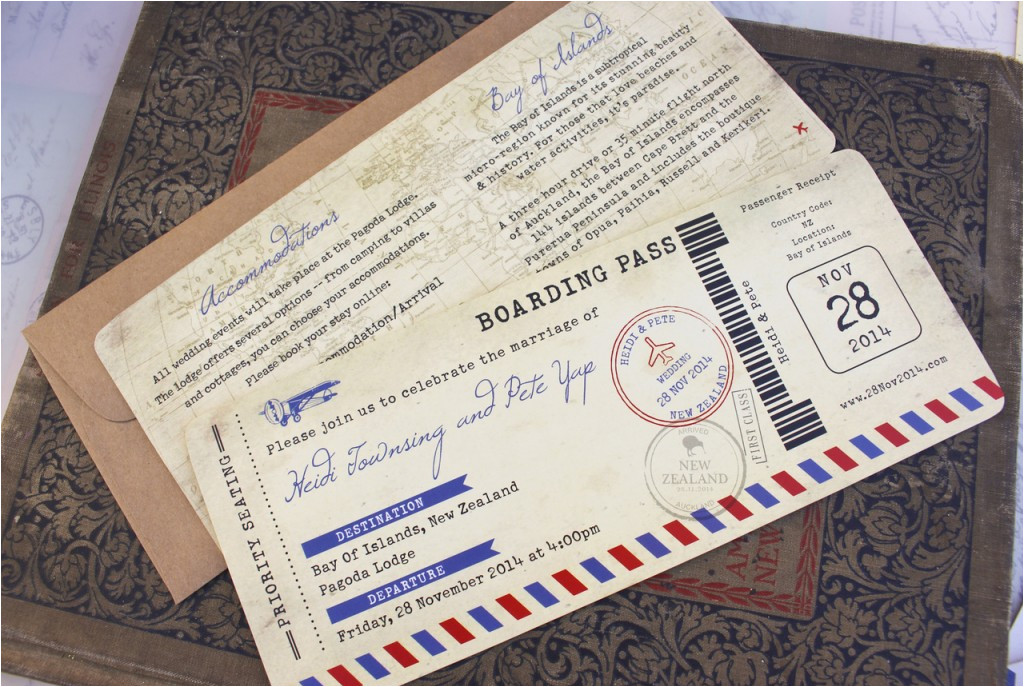 Bay of Islands
The Bay of Islands is a subtropical
micro-region known for its stunning beauty
& history. For those that love beaches and
water activities, it's paradise.
A three hour drive or 35 minute flight north
of Auckland, the Bay of Islands encompasses
144 islands between Cape Brett and the
Purerua Peninsula and includes the boutique
towns of Opua, Paihia, Russell and Kerikeri.
Accommodations
All wedding events will take place at the Pagoda Lodge.
The lodge offers several options -- from camping to villas
and cottages, you can choose your accommodations.
Please book your stay online:
mmodation/Arrival
BOARDING PASS
Please join us to celebrate the marriage of
Heidi Townsing and Pete Yap
DESTINATION
Bay Of Islands, New Zealand
Pagoda Lodge
DEPARTURE
Friday, 28 November 2014 at 4:00pm
PRIORITY SEATING
HEIDI & PETE
WEDDING
28 NOV 2014
NEW ZEALAND
ARRIVED
NEW
ZEALAND
AUCKLAND
FIRST CLASS
Heidi & Pete
Passenger Receipt
Country Code:
NZ
Location:
Bay of Islands
NOV
28
2014
www.28Nov2014.com
NEW